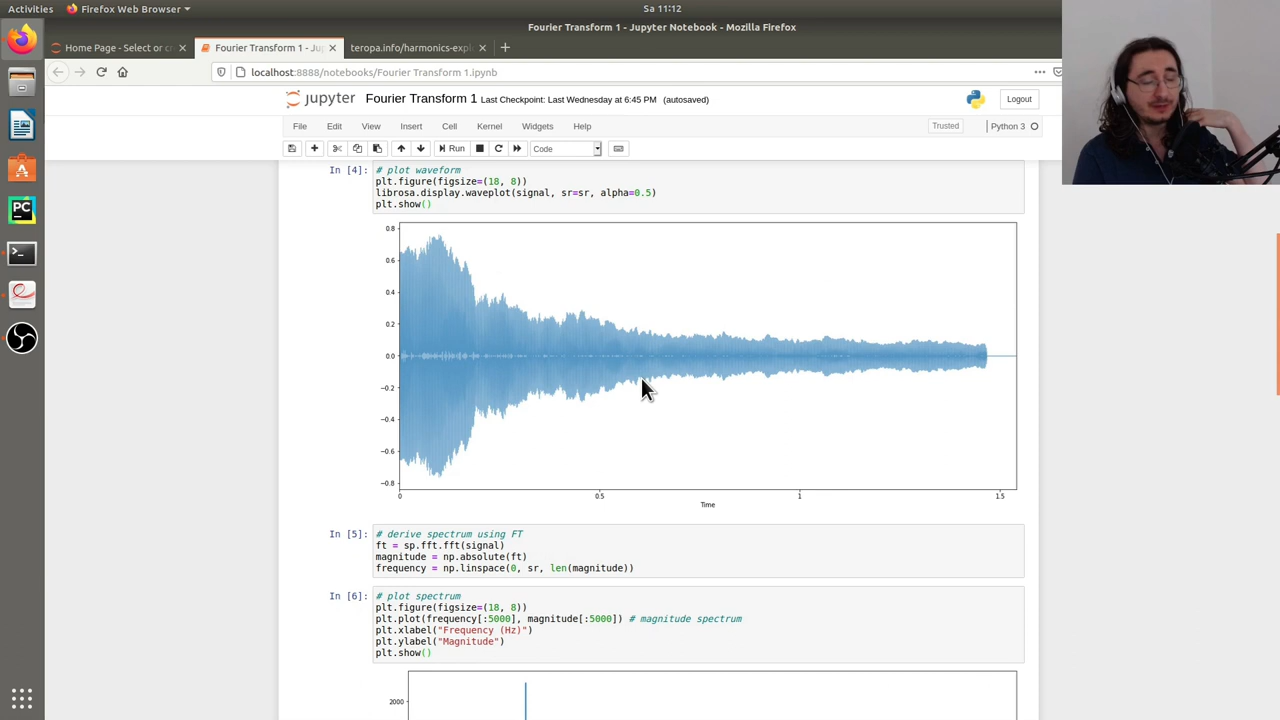 Activities
Firefox Web Browser
Sa 11:12
Fourier Transform 1 - Jupyter Notebook - Mozilla Firefox
Home Page - Select or cr
Fourier Transform 1 - Ju
teropa.info/harmonics-exp
localhost:8888/notebooks/Fourier Transform 1.ipynb
jupyter Fourier Transform 1 Last Checkpoint: Last Wednesday at 6:45 PM (autosaved)
Logout
File Edit View Insert Cell Kernel Widgets Help
Trusted
Python 3
Run
Code
In [4]:
# plot waveform
plt.figure(figsize=(18, 8))
librosa.display.waveplot(signal, sr=sr, alpha=0.5)
plt.show()
0.8
0.6
0.4
0.2
0.0
−0.2
−0.4
−0.6
−0.8
0 0.5 1 1.5
Time
In [5]:
# derive spectrum using FT
ft = sp.fft.fft(signal)
magnitude = np.absolute(ft)
frequency = np.linspace(0, sr, len(magnitude))
In [6]:
# plot spectrum
plt.figure(figsize=(18, 8))
plt.plot(frequency[:5000], magnitude[:5000]) # magnitude spectrum
plt.xlabel("Frequency (Hz)")
plt.ylabel("Magnitude")
plt.show()
2000
PC